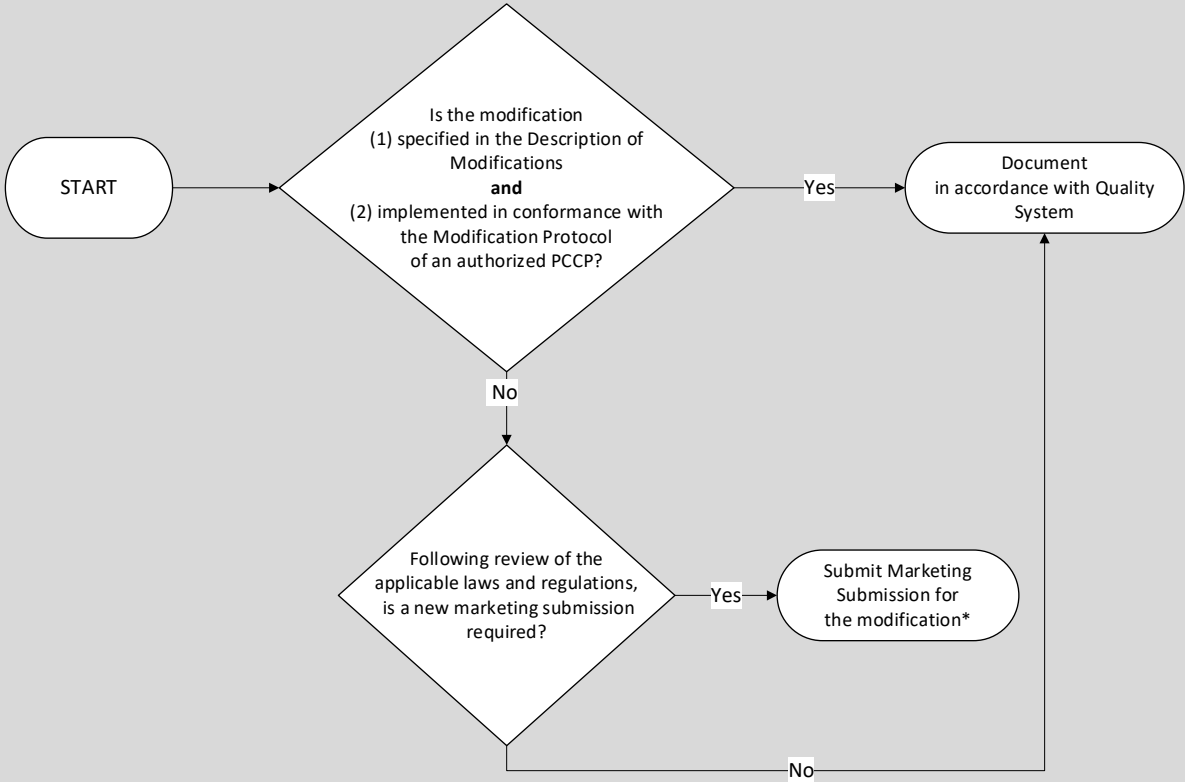 START
Is the modification
(1) specified in the Description of
Modifications
and
(2) implemented in conformance with
the Modification Protocol
of an authorized PCCP?
Yes
Document
in accordance with Quality
System
No
Following review of the
applicable laws and regulations,
is a new marketing submission
required?
Yes
Submit Marketing
Submission for
the modification*
No